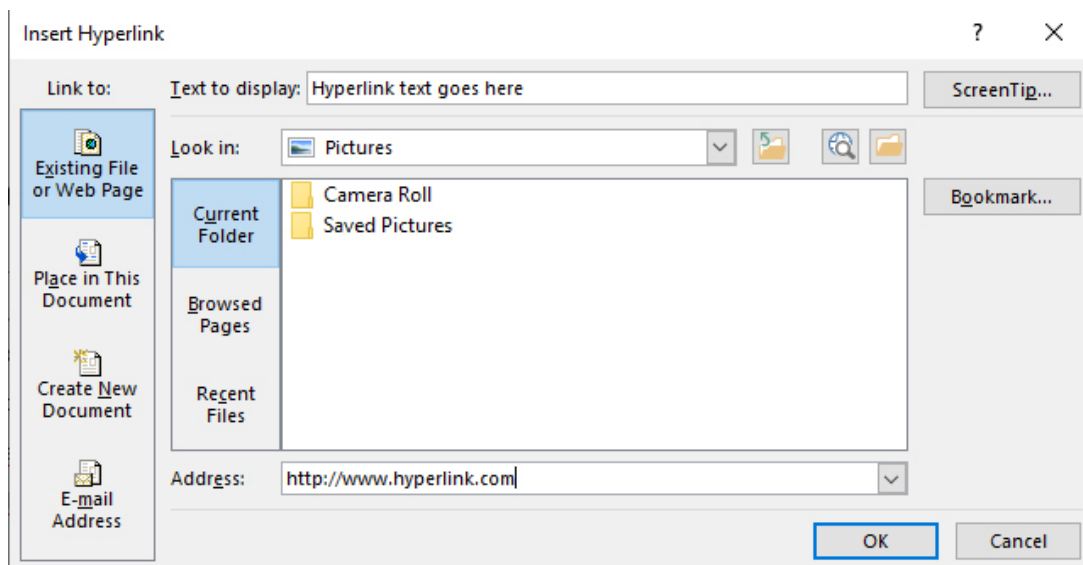 Insert Hyperlink
?
Link to:
Text to display:
Hyperlink text goes here
ScreenTip...
Existing File
or Web Page
Look in:
Pictures
Current
Folder
Camera Roll
Saved Pictures
Bookmark...
Place in This
Document
Browsed
Pages
Create New
Document
Recent
Files
E-mail
Address
Address:
http://www.hyperlink.com
OK
Cancel